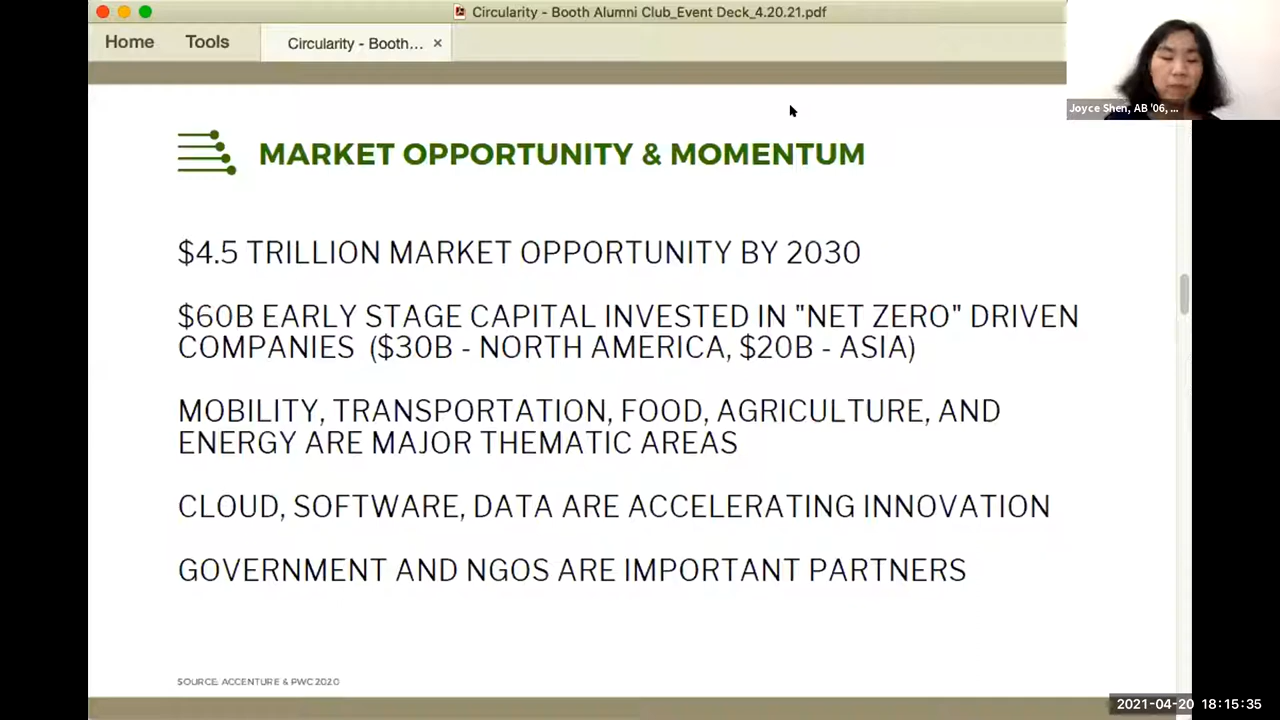 Circularity - Booth Alumni Club_Event Deck_4.20.21.pdf
Home Tools Circularity - Booth... ×
Joyce Shen, AB '06, ...
MARKET OPPORTUNITY & MOMENTUM
$4.5 TRILLION MARKET OPPORTUNITY BY 2030
$60B EARLY STAGE CAPITAL INVESTED IN "NET ZERO" DRIVEN
COMPANIES ($30B - NORTH AMERICA, $20B - ASIA)
MOBILITY, TRANSPORTATION, FOOD, AGRICULTURE, AND
ENERGY ARE MAJOR THEMATIC AREAS
CLOUD, SOFTWARE, DATA ARE ACCELERATING INNOVATION
GOVERNMENT AND NGOS ARE IMPORTANT PARTNERS
SOURCE: ACCENTURE & PWC 2020
2021-04-20 18:15:35